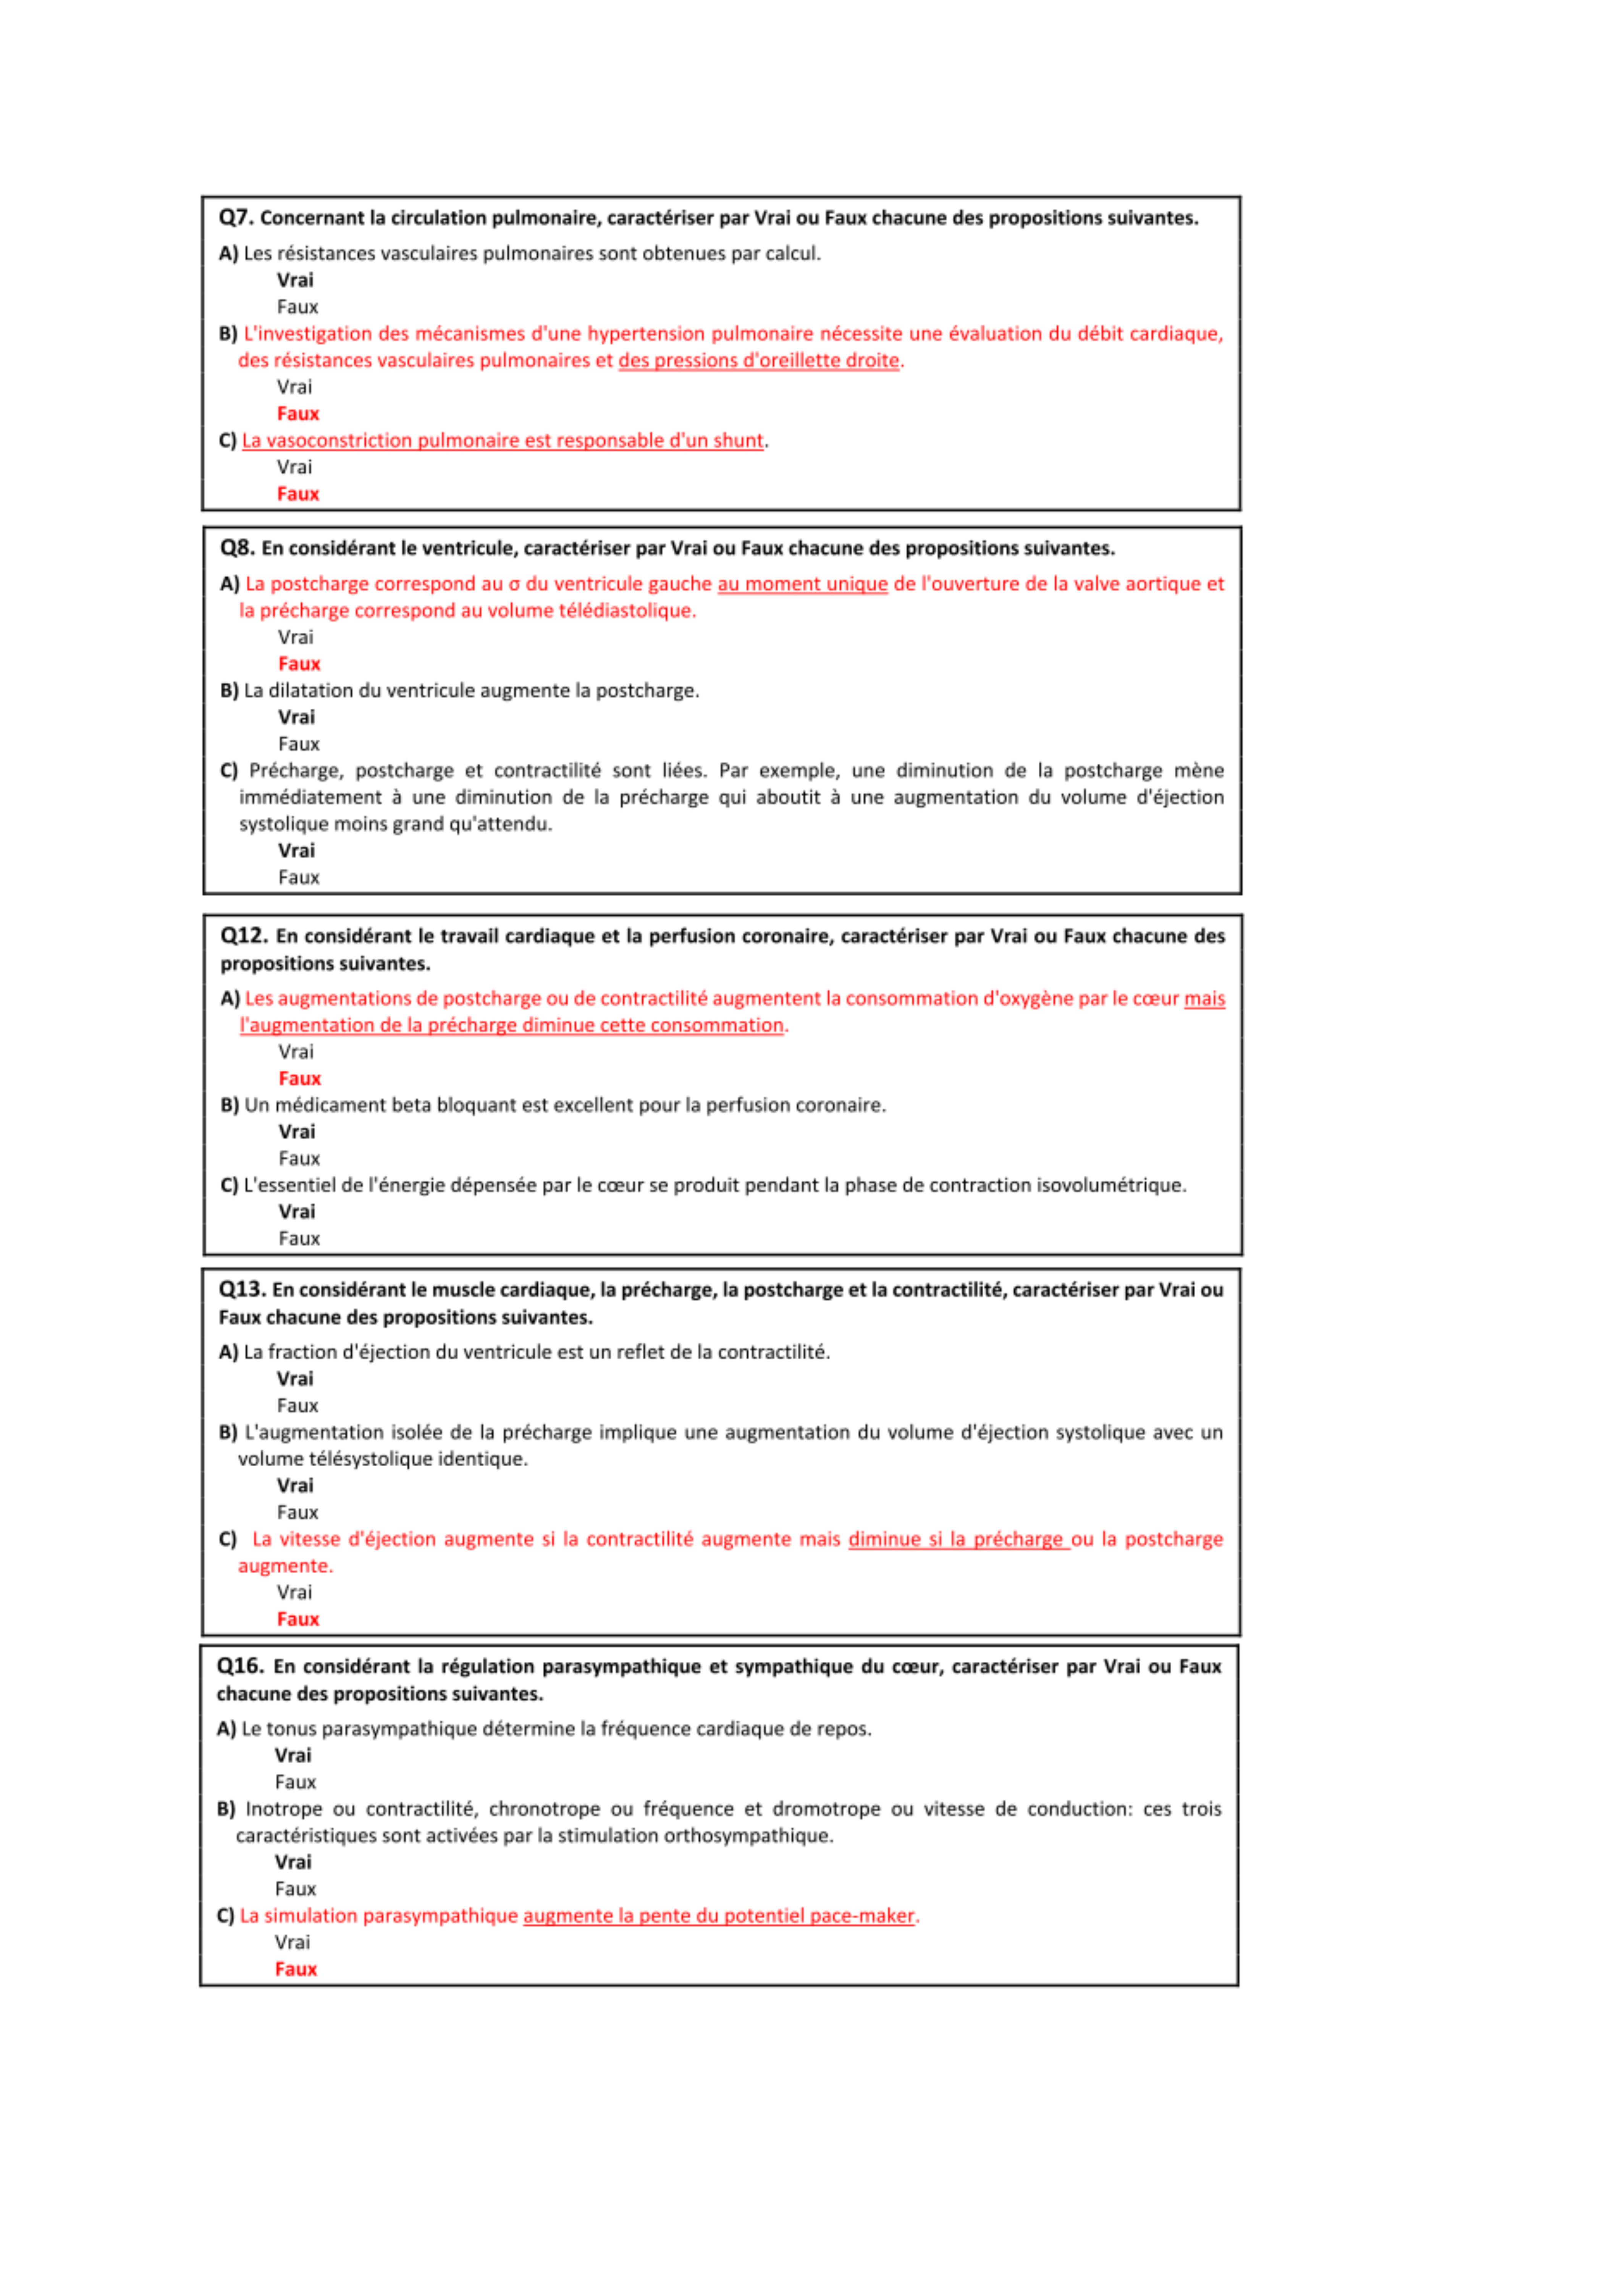 Q7. Concernant la circulation pulmonaire, caractériser par Vrai ou Faux chacune des propositions suivantes.
A) Les résistances vasculaires pulmonaires sont obtenues par calcul.
Vrai
Faux
B) L'investigation des mécanismes d'une hypertension pulmonaire nécessite une évaluation du débit cardiaque,
des résistances vasculaires pulmonaires et des pressions d'oreillette droite.
Vrai
Faux
C) La vasoconstriction pulmonaire est responsable d'un shunt.
Vrai
Faux
Q8. En considérant le ventricule, caractériser par Vrai ou Faux chacune des propositions suivantes.
A) La postcharge correspond au σ du ventricule gauche au moment unique de l'ouverture de la valve aortique et
la précharge correspond au volume télédiastolique.
Vrai
Faux
B) La dilatation du ventricule augmente la postcharge.
Vrai
Faux
C) Précharge, postcharge et contractilité sont liées. Par exemple, une diminution de la postcharge mène
immédiatement à une diminution de la précharge qui aboutit à une augmentation du volume d'éjection
systolique moins grand qu'attendu.
Vrai
Faux
Q12. En considérant le travail cardiaque et la perfusion coronaire, caractériser par Vrai ou Faux chacune des
propositions suivantes.
A) Les augmentations de postcharge ou de contractilité augmentent la consommation d'oxygène par le cœur mais
l'augmentation de la précharge diminue cette consommation.
Vrai
Faux
B) Un médicament beta bloquant est excellent pour la perfusion coronaire.
Vrai
Faux
C) L'essentiel de l'énergie dépensée par le cœur se produit pendant la phase de contraction isovolumétrique.
Vrai
Faux
Q13. En considérant le muscle cardiaque, la précharge, la postcharge et la contractilité, caractériser par Vrai ou
Faux chacune des propositions suivantes.
A) La fraction d'éjection du ventricule est un reflet de la contractilité.
Vrai
Faux
B) L'augmentation isolée de la précharge implique une augmentation du volume d'éjection systolique avec un
volume télésystolique identique.
Vrai
Faux
C) La vitesse d'éjection augmente si la contractilité augmente mais diminue si la précharge ou la postcharge
augmente.
Vrai
Faux
Q16. En considérant la régulation parasympathique et sympathique du cœur, caractériser par Vrai ou Faux
chacune des propositions suivantes.
A) Le tonus parasympathique détermine la fréquence cardiaque de repos.
Vrai
Faux
B) Inotrope ou contractilité, chronotrope ou fréquence et dromotrope ou vitesse de conduction: ces trois
caractéristiques sont activées par la stimulation orthosympathique.
Vrai
Faux
C) La simulation parasympathique augmente la pente du potentiel pace-maker.
Vrai
Faux